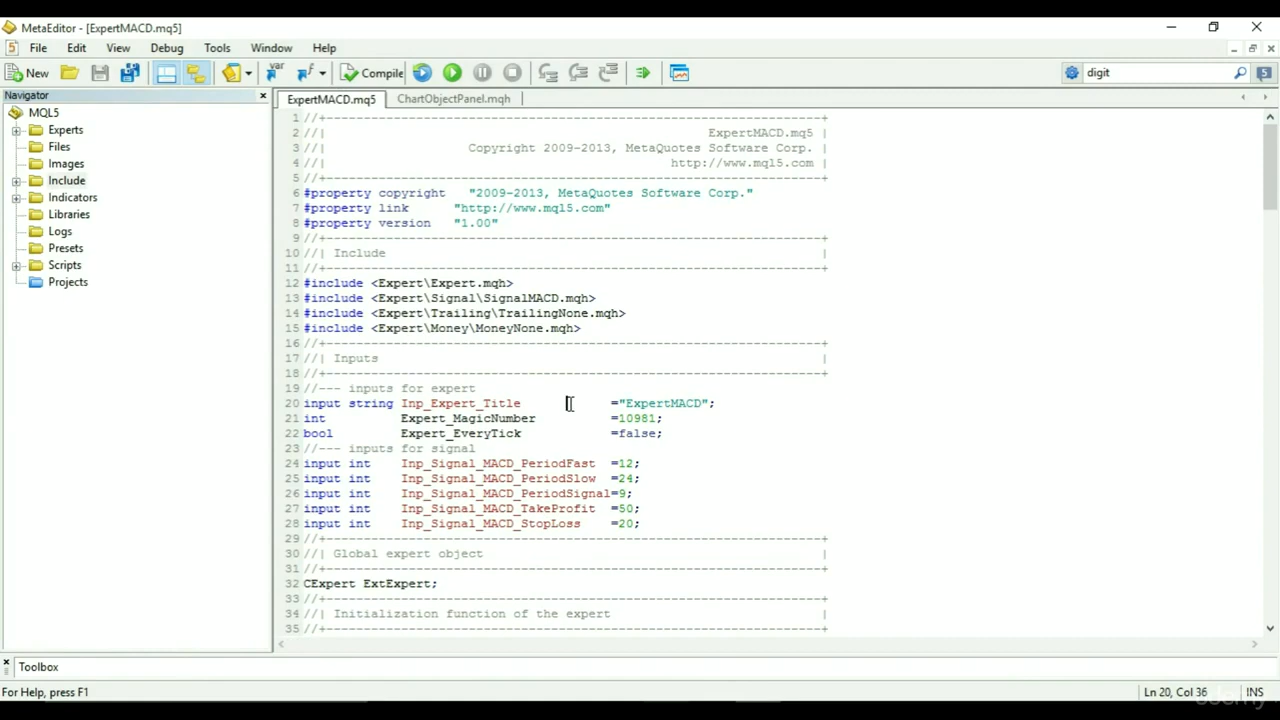 MetaEditor - [ExpertMACD.mq5]
File Edit View Debug Tools Window Help
New var Compile digit 5
Navigator
ExpertMACD.mq5 ChartObjectPanel.mqh
MQL5
Experts
Files
Images
Include
Indicators
Libraries
Logs
Presets
Scripts
Projects
1 //+------------------------------------------------------------------+
2 //| ExpertMACD.mq5 |
3 //| Copyright 2009-2013, MetaQuotes Software Corp. |
4 //| http://www.mql5.com |
5 //+------------------------------------------------------------------+
6 #property copyright "2009-2013, MetaQuotes Software Corp."
7 #property link "http://www.mql5.com"
8 #property version "1.00"
9 //+------------------------------------------------------------------+
10 //| Include |
11 //+------------------------------------------------------------------+
12 #include <Expert\Expert.mqh>
13 #include <Expert\Signal\SignalMACD.mqh>
14 #include <Expert\Trailing\TrailingNone.mqh>
15 #include <Expert\Money\MoneyNone.mqh>
16 //+------------------------------------------------------------------+
17 //| Inputs |
18 //+------------------------------------------------------------------+
19 //--- inputs for expert
20 input string Inp_Expert_Title ="ExpertMACD";
21 int Expert_MagicNumber =10981;
22 bool Expert_EveryTick =false;
23 //--- inputs for signal
24 input int Inp_Signal_MACD_PeriodFast =12;
25 input int Inp_Signal_MACD_PeriodSlow =24;
26 input int Inp_Signal_MACD_PeriodSignal=9;
27 input int Inp_Signal_MACD_TakeProfit =50;
28 input int Inp_Signal_MACD_StopLoss =20;
29 //+------------------------------------------------------------------+
30 //| Global expert object |
31 //+------------------------------------------------------------------+
32 CExpert ExtExpert;
33 //+------------------------------------------------------------------+
34 //| Initialization function of the expert |
35 //+------------------------------------------------------------------+
Toolbox
For Help, press F1 Ln 20, Col 36 INS
udemy